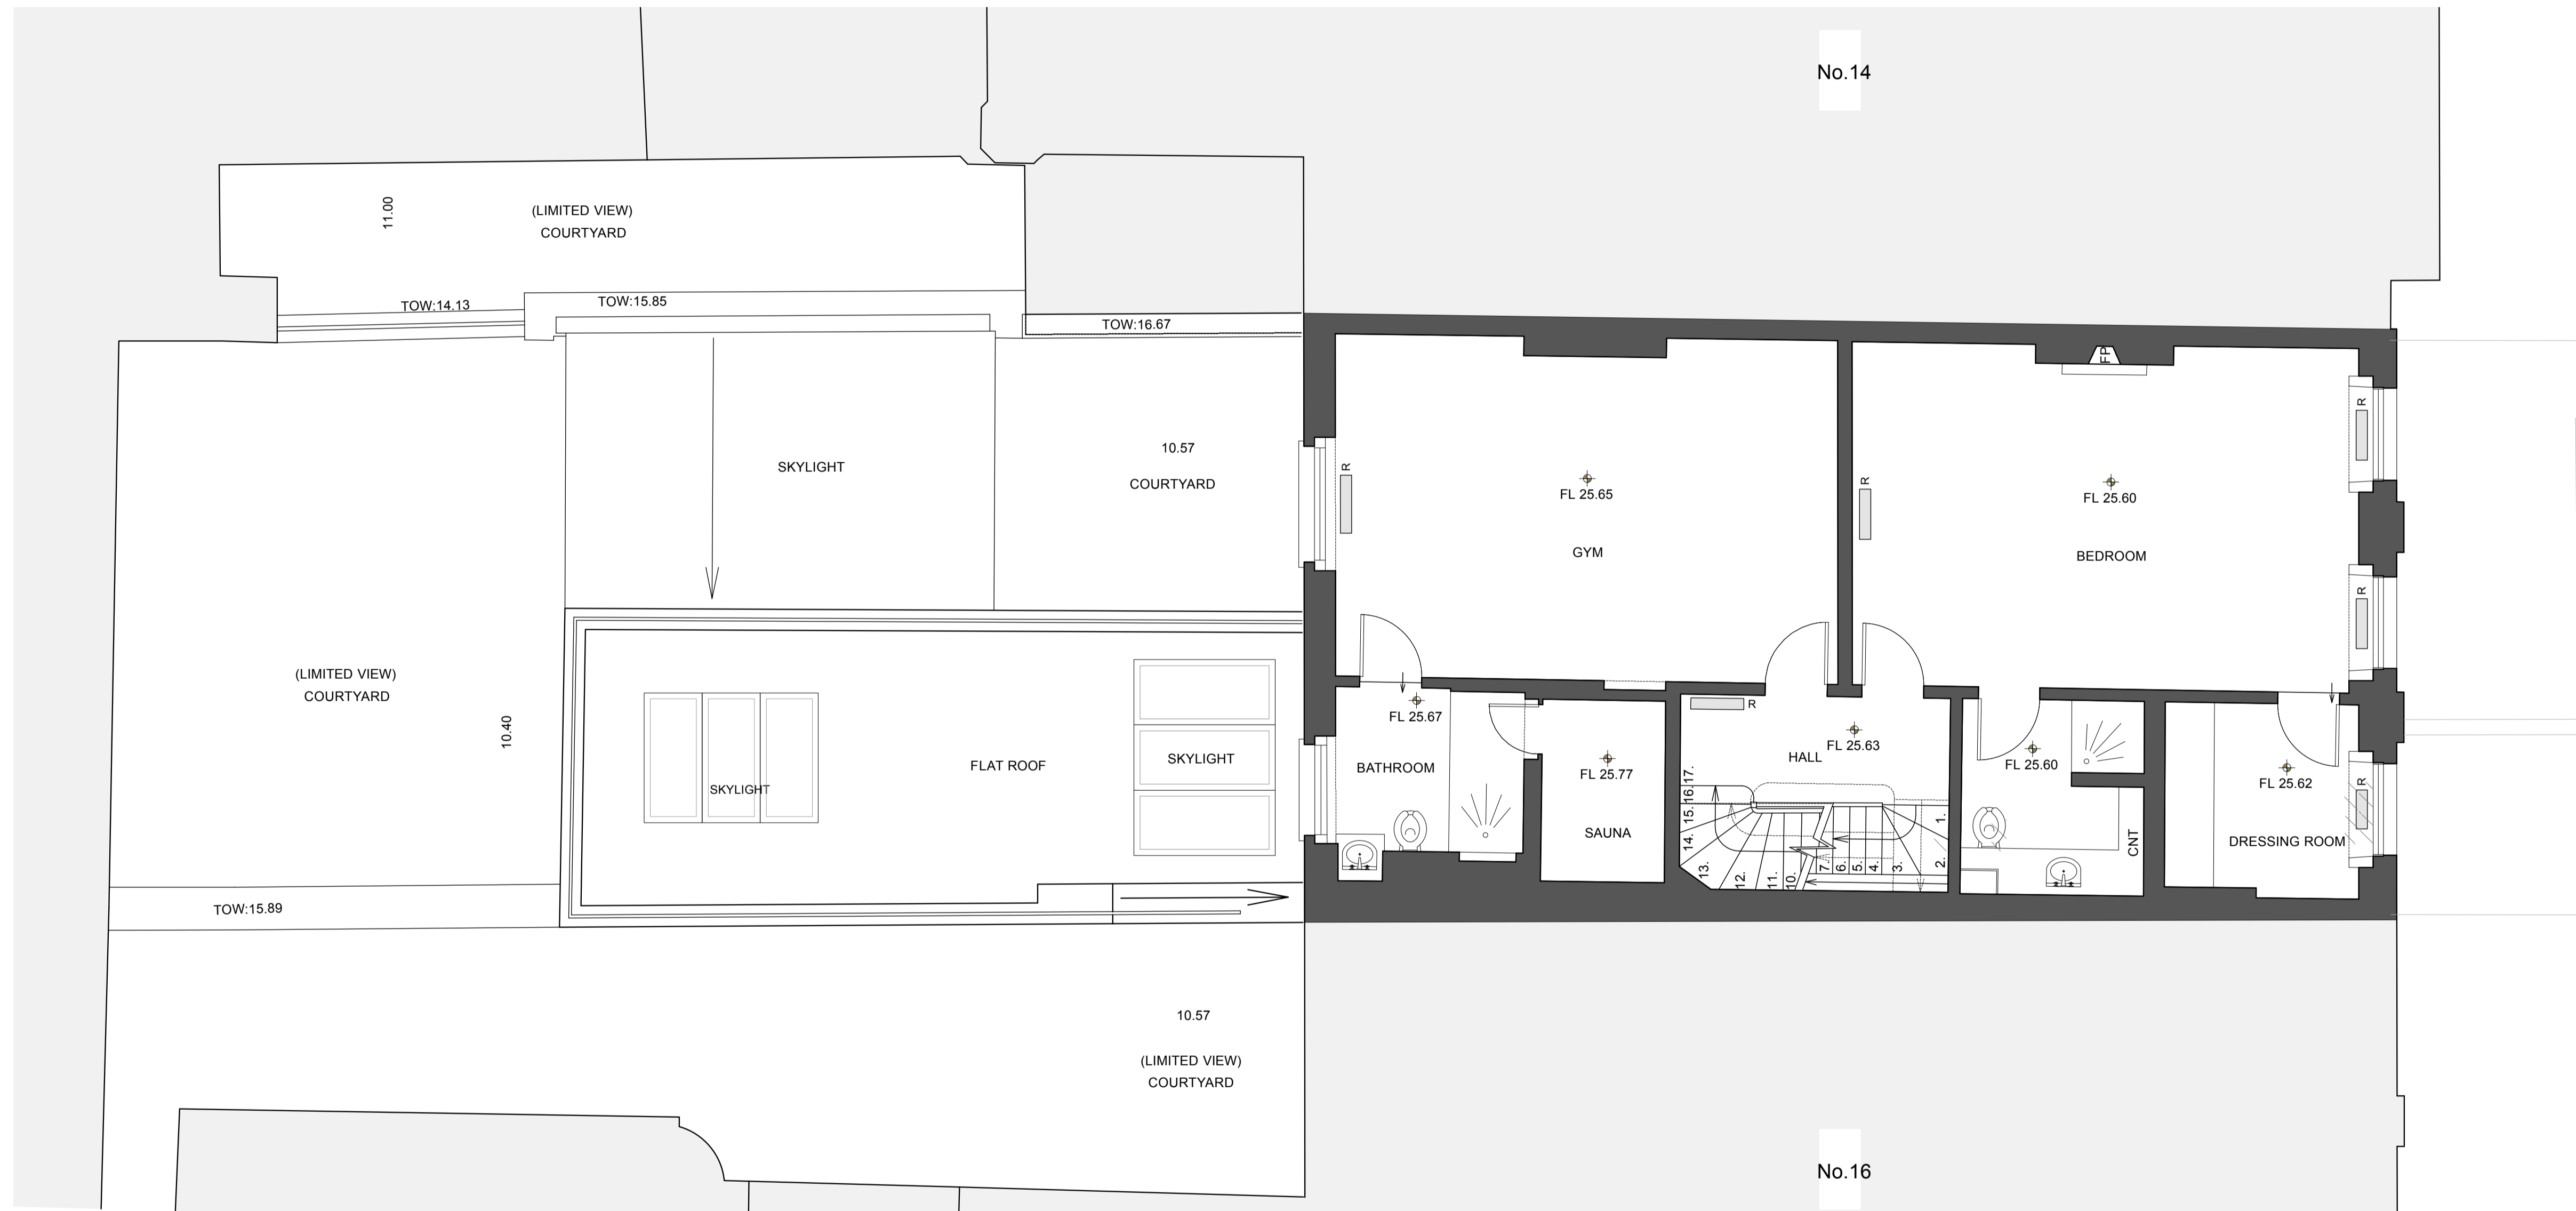 No.14
11.00
(LIMITED VIEW)
COURTYARD
TOW:14.13
TOW:15.85
TOW:16.67
FP
R
R
R
R
10.57
COURTYARD
SKYLIGHT
FL 25.65
GYM
FL 25.60
BEDROOM
R
(LIMITED VIEW)
COURTYARD
10.40
FLAT ROOF
SKYLIGHT
SKYLIGHT
FL 25.67
BATHROOM
FL 25.77
SAUNA
R
FL 25.63
HALL
FL 25.60
CNT
FL 25.62
R
DRESSING ROOM
17.
16.
15.
14.
13.
12.
11.
10.
7.
6.
5.
4.
3.
2.
1.
TOW:15.89
10.57
(LIMITED VIEW)
COURTYARD
No.16